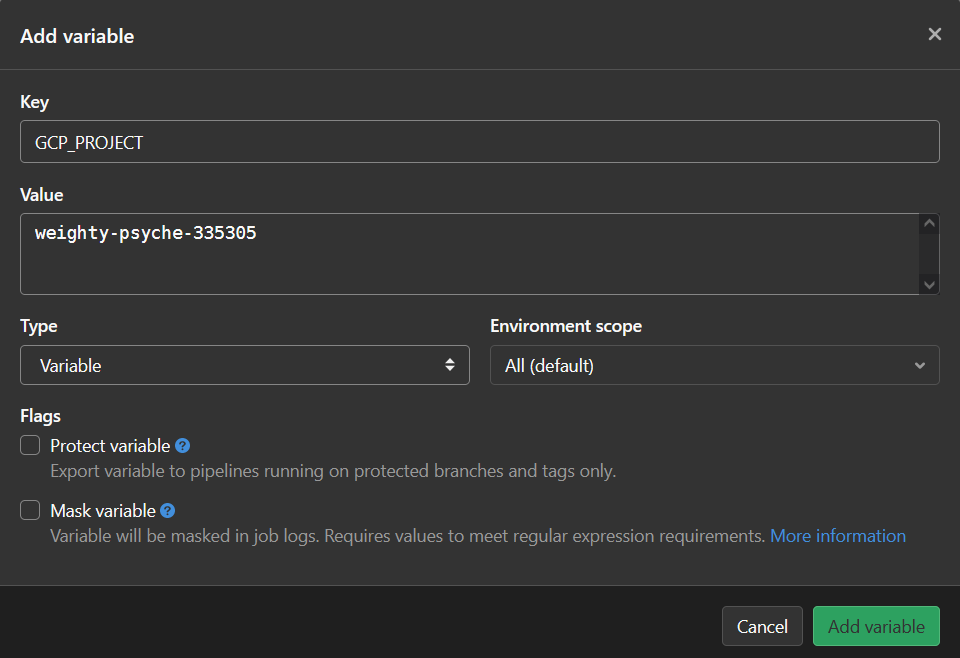 Add variable
Key
GCP_PROJECT
Value
weighty-psyche-335305
Type
Environment scope
Variable
All (default)
Flags
Protect variable ?
Export variable to pipelines running on protected branches and tags only.
Mask variable ?
Variable will be masked in job logs. Requires values to meet regular expression requirements. More information
Cancel
Add variable